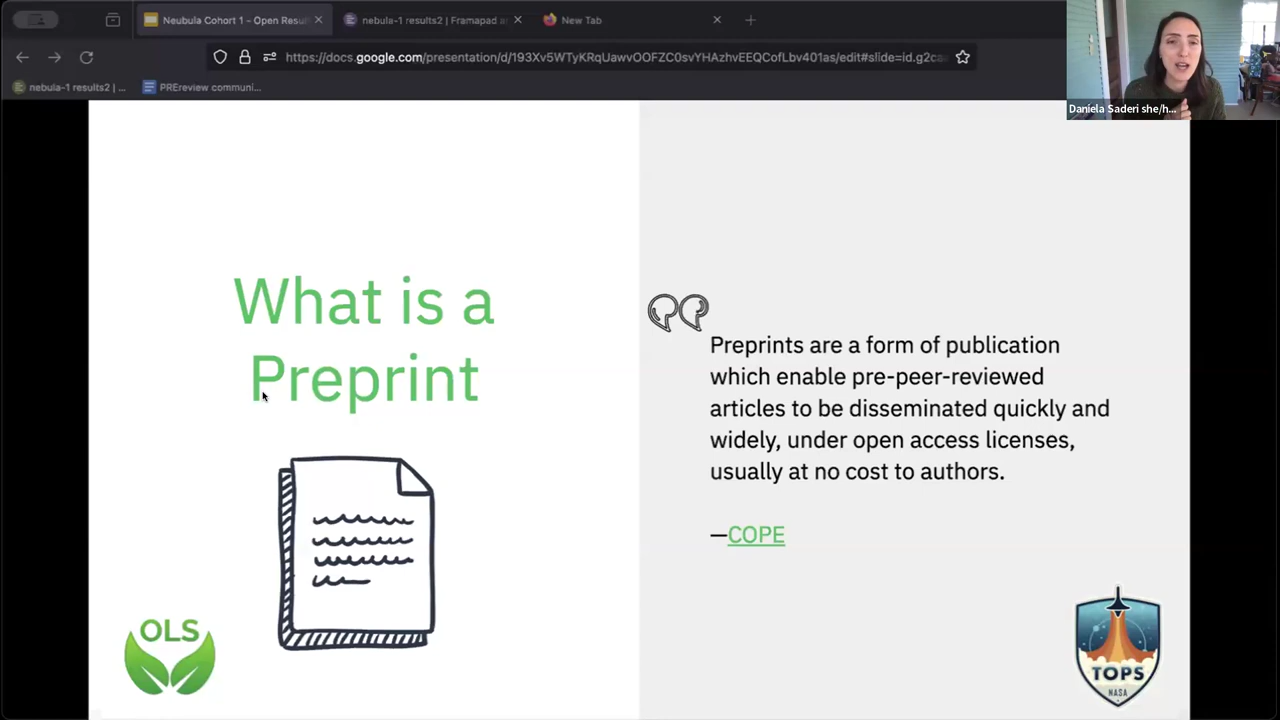 Neubula Cohort 1 - Open Resul
nebula-1 results2 | Framapad a
New Tab
https://docs.google.com/presentation/d/193Xv5WTyKRqUawvOOFZC0svYHAzhvEEQCofLbv401as/edit#slide=id.g2ca
nebula-1 results2 | ...
PREreview communi...
Daniela Saderi she/h...
What is a
Preprint
Preprints are a form of publication
which enable pre-peer-reviewed
articles to be disseminated quickly and
widely, under open access licenses,
usually at no cost to authors.
—COPE
OLS
TOPS
NASA